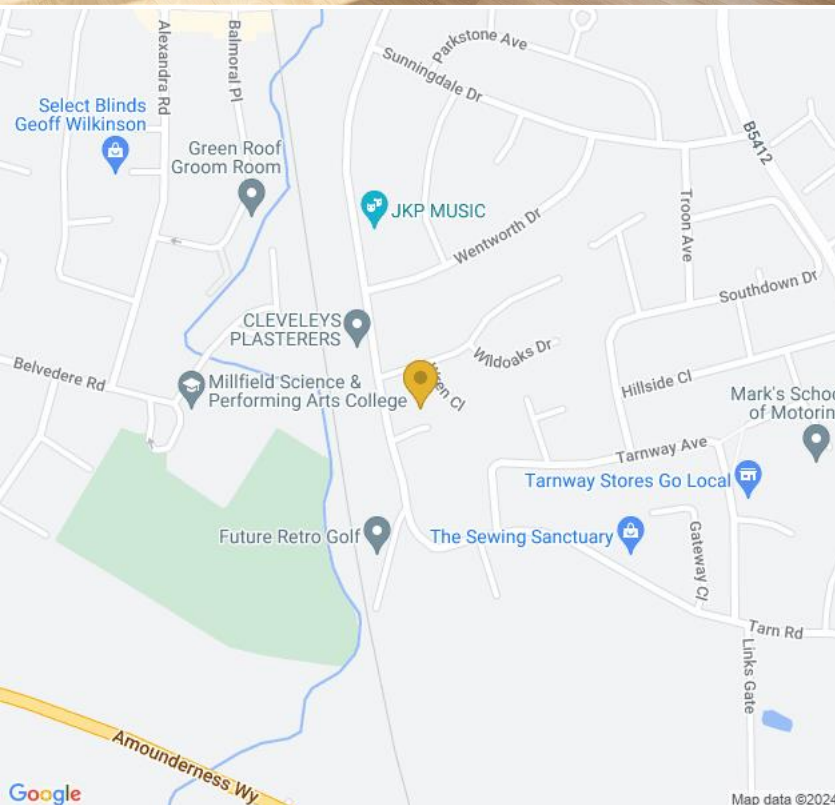 Alexandra Rd
Balmoral Pl
Parkstone Ave
Sunningdale Dr
Select Blinds
Geoff Wilkinson
Green Roof
Groom Room
B5412
JKP MUSIC
Troon Ave
Wentworth Dr
Southdown Dr
CLEVELEYS
PLASTERERS
Wildoaks Dr
Belvedere Rd
Millfield Science &
Performing Arts College
en Cl
Hillside Cl
Mark's Schoo
of Motorin
Tarnway Ave
Tarnway Stores Go Local
Future Retro Golf
The Sewing Sanctuary
Gateway Cl
Tarn Rd
Links Gate
Amounderness Wy
Google
Map data ©2024